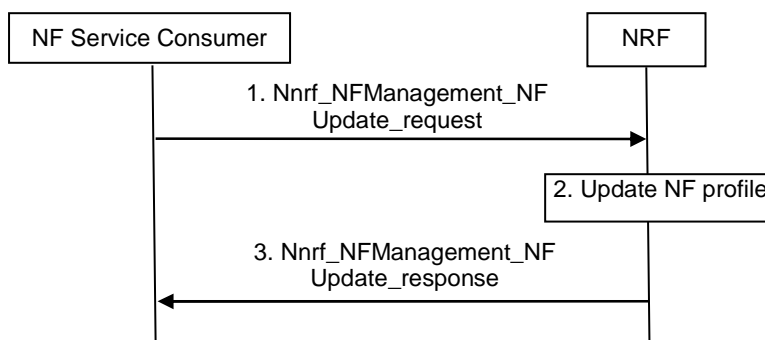 NF Service Consumer
NRF
1. Nnrf_NFManagement_NF
Update_request
2. Update NF profile
3. Nnrf_NFManagement_NF
Update_response